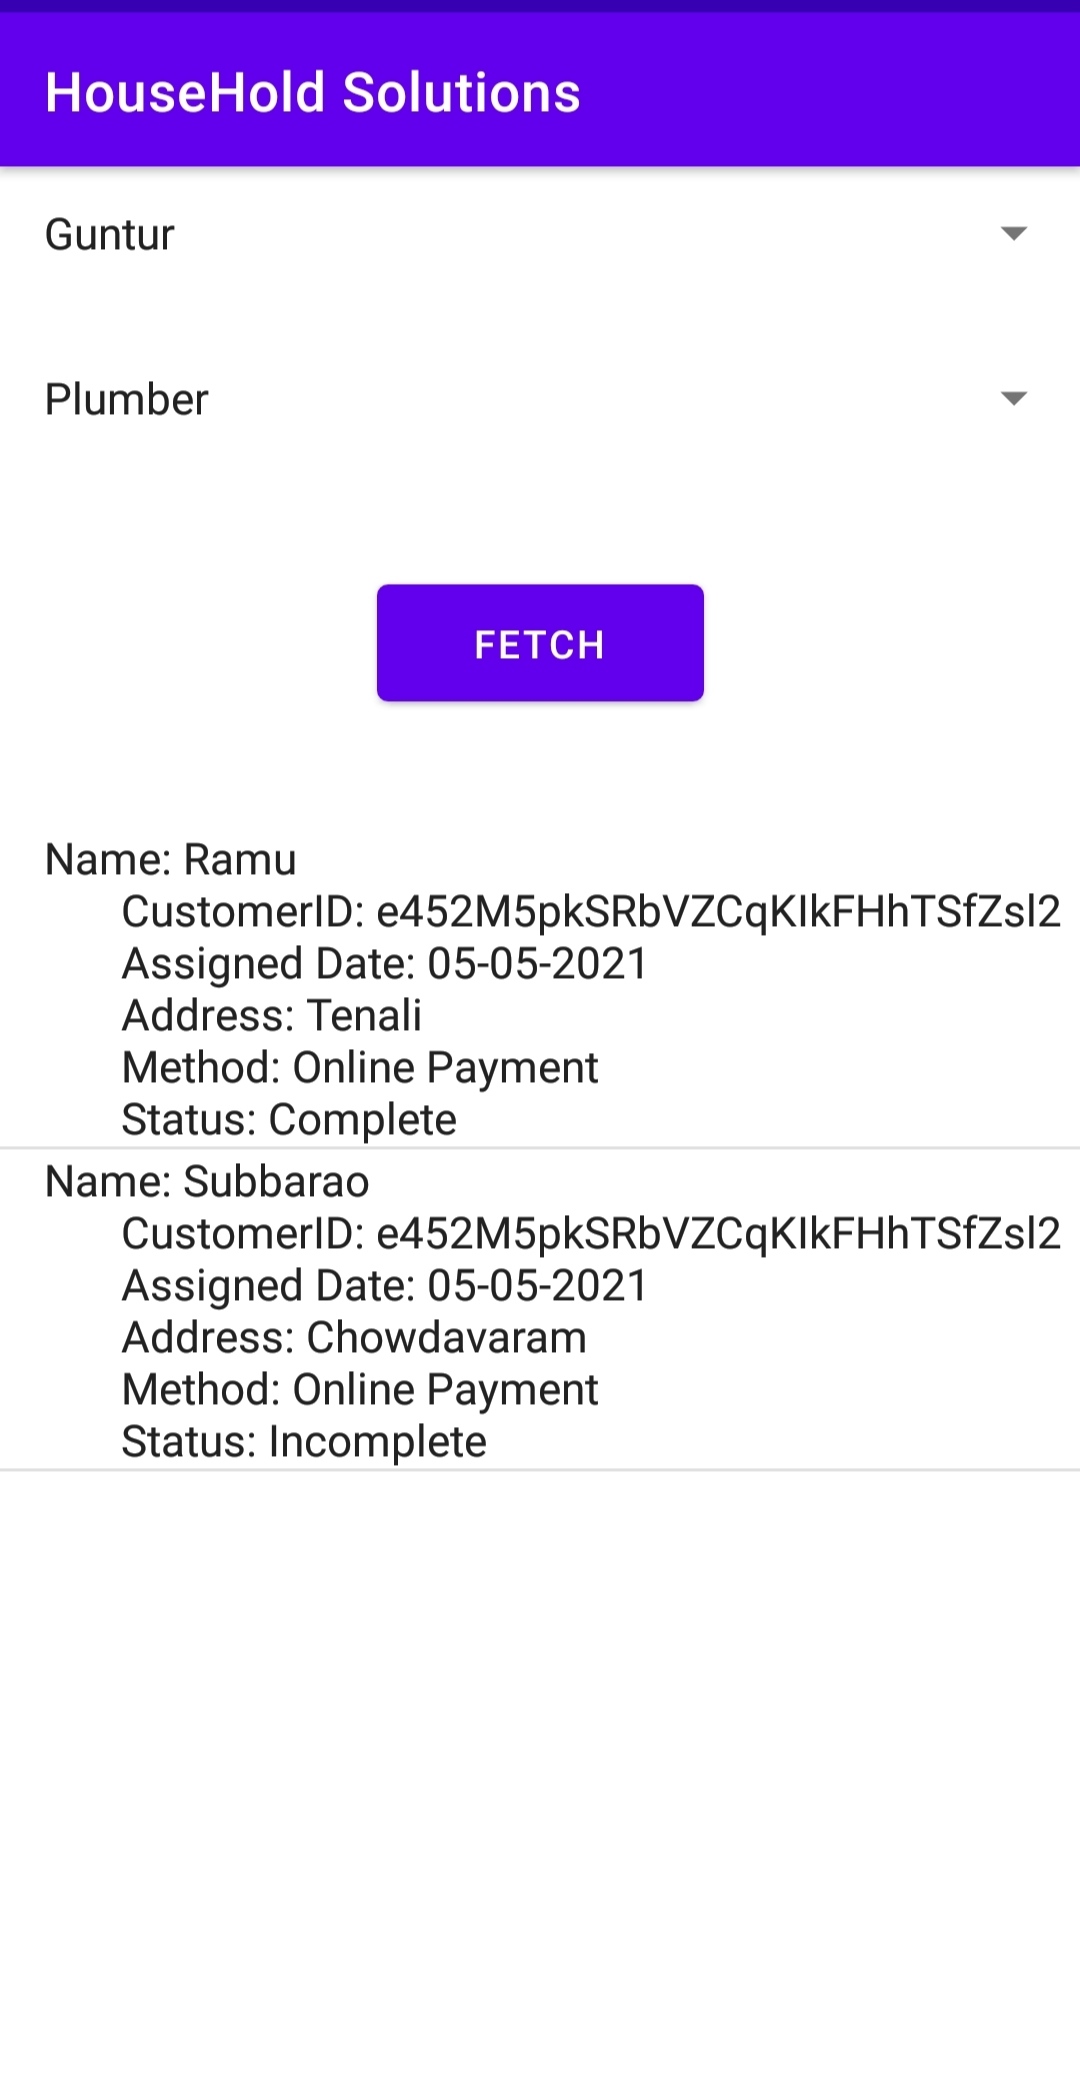 HouseHold Solutions
Guntur
Plumber
FETCH
Name: Ramu
CustomerID: e452M5pkSRbVZCqKIkFHhTSfZsl2
Assigned Date: 05-05-2021
Address: Tenali
Method: Online Payment
Status: Complete
Name: Subbarao
CustomerID: e452M5pkSRbVZCqKIkFHhTSfZsl2
Assigned Date: 05-05-2021
Address: Chowdavaram
Method: Online Payment
Status: Incomplete